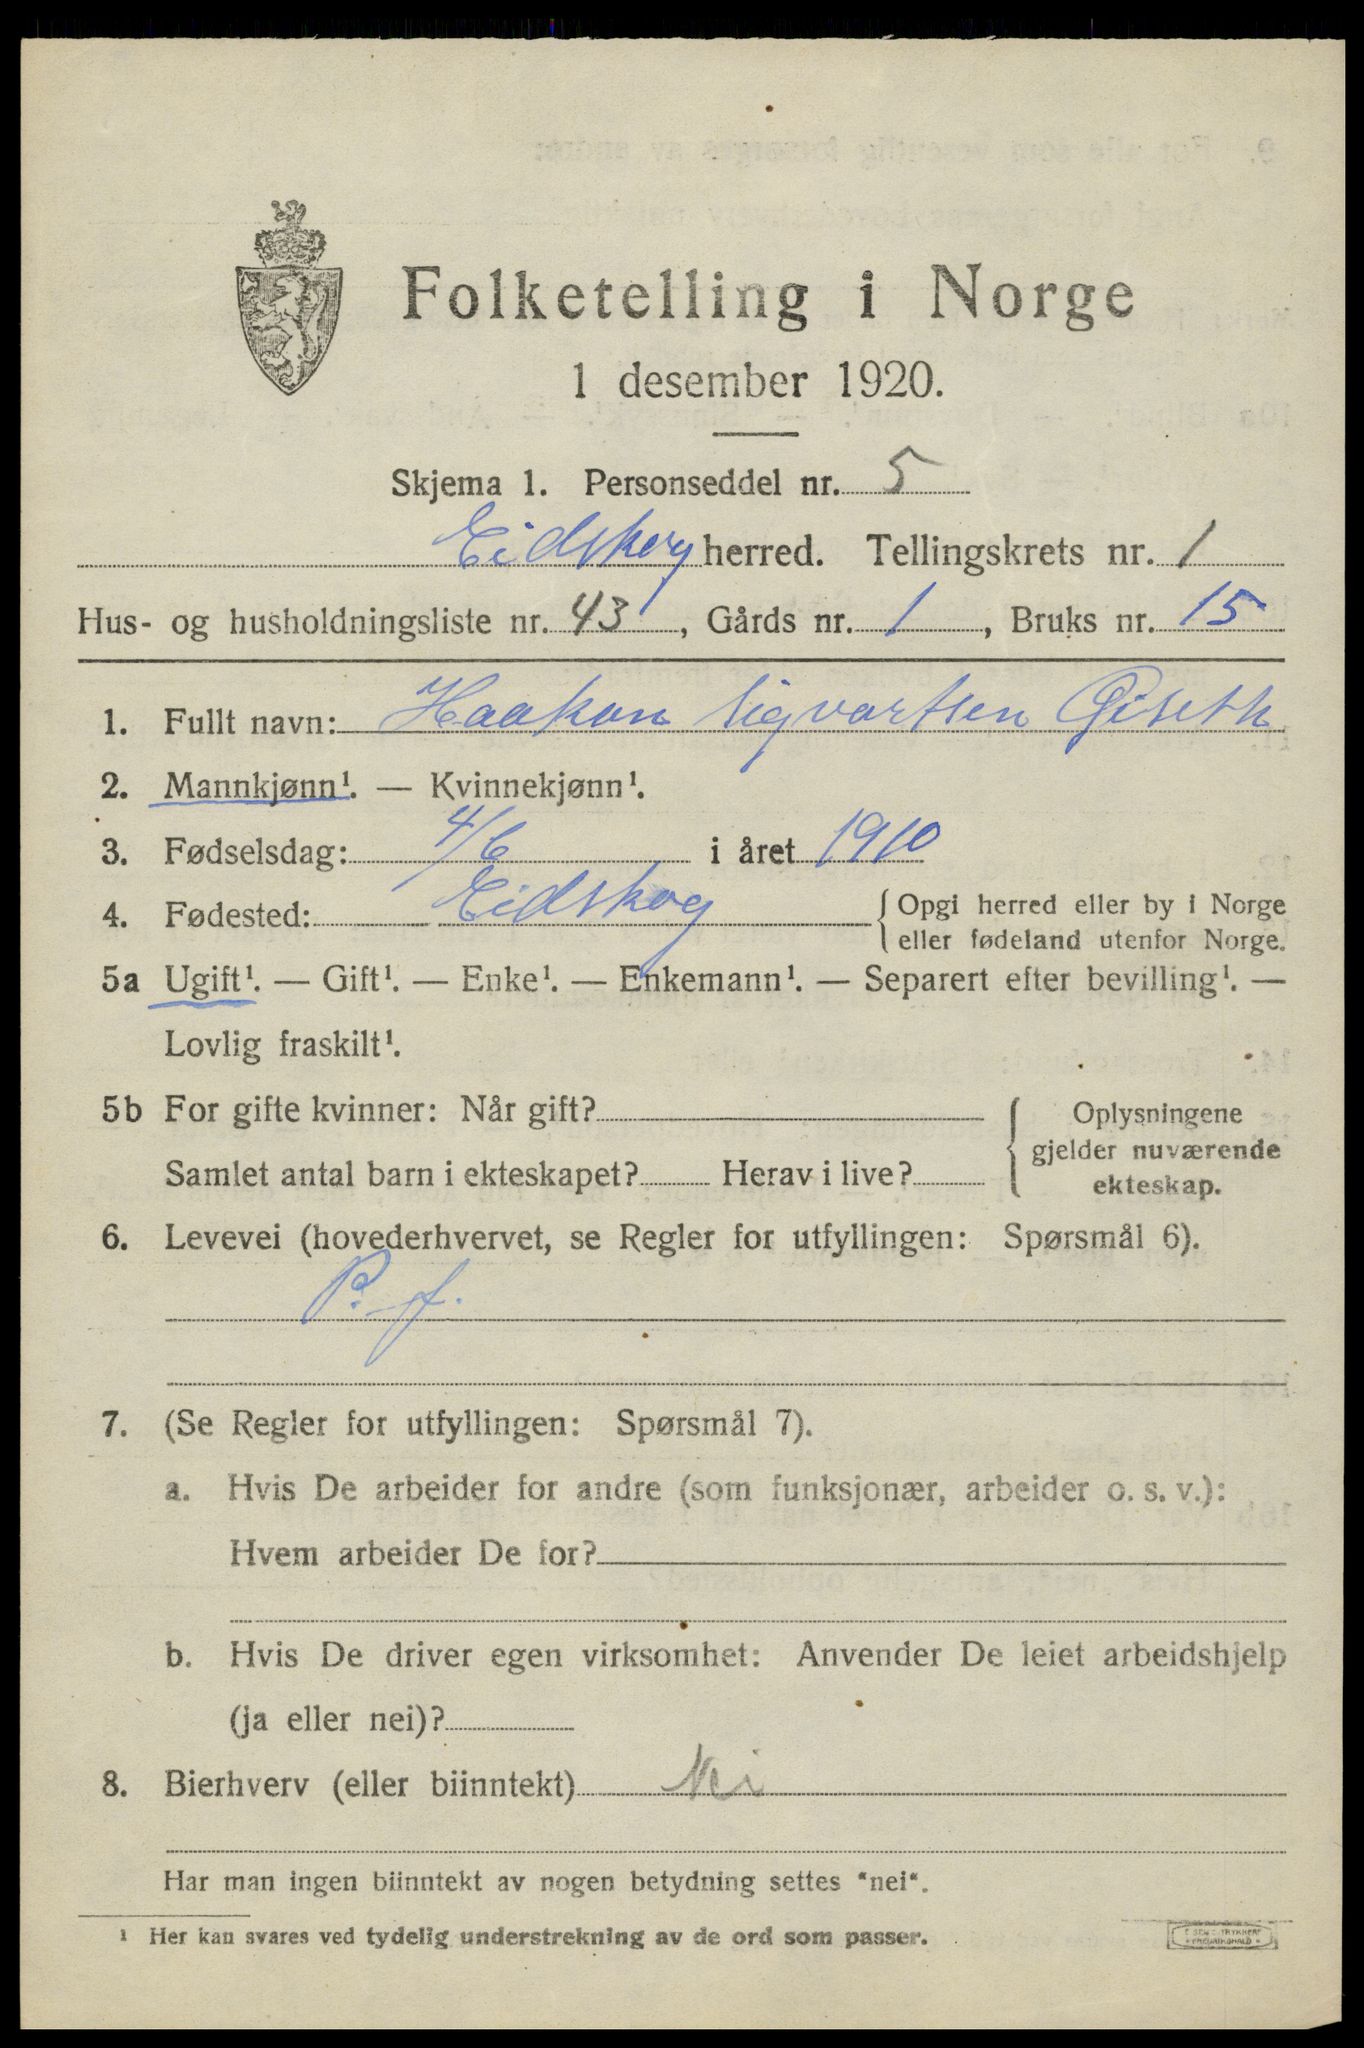 Folketelling i Norge
1 desember 1920.
Skjema 1. Personseddel nr. 5
Eidskog herred. Tellingskrets nr. 1
Hus- og husholdningsliste nr. 43, Gårds nr. 1, Bruks nr. 15
1. Fullt navn: Haakon Sigvartsen Giseth
2. Mannkjønn¹. — Kvinnekjønn¹.
3. Fødselsdag: 4/6 i året 1910
4. Fødested: Eidskog { Opgi herred eller by i Norge
eller fødeland utenfor Norge.
5a Ugift¹. — Gift¹. — Enke¹. — Enkemann¹. — Separert efter bevilling¹. —
Lovlig fraskilt¹.
5b For gifte kvinner: Når gift?
Samlet antal barn i ekteskapet? Herav i live?
{ Oplysningene
gjelder nuværende
ekteskap.
6. Levevei (hovederhvervet, se Regler for utfyllingen: Spørsmål 6).
P. f.
7. (Se Regler for utfyllingen: Spørsmål 7).
a. Hvis De arbeider for andre (som funksjonær, arbeider o. s. v.):
Hvem arbeider De for?
b. Hvis De driver egen virksomhet: Anvender De leiet arbeidshjelp
(ja eller nei)?
8. Bierhverv (eller biinntekt) Nei
Har man ingen biinntekt av nogen betydning settes "nei".
¹ Her kan svares ved tydelig understrekning av de ord som passer.